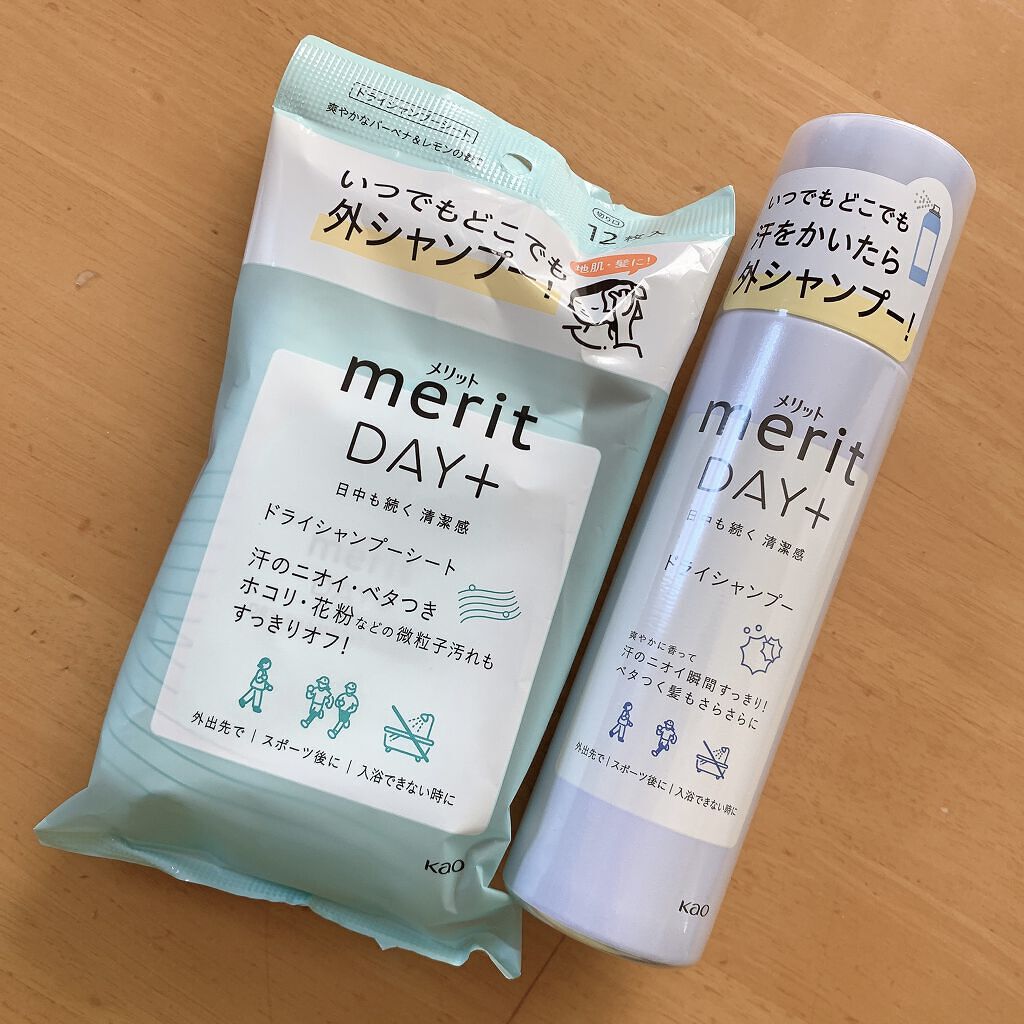 ドライシャンプーシート
爽やかなバーベナ&レモンの香り
切り口
12枚入
いつでもどこでも
外シャンプー!
地肌・髪に!
メリット
merit
DAY+
日中も続く 清潔感
ドライシャンプーシート
汗のニオイ・ベタつき
ホコリ・花粉などの微粒子汚れも
すっきりオフ!
外出先で | スポーツ後に | 入浴できない時に
Kao
いつでもどこでも
汗をかいたら
外シャンプー!
メリット
merit
DAY+
日中も続く 清潔感
ドライシャンプー
爽やかに香って
汗のニオイ瞬間すっきり!
ベタつく髪もさらさらに
外出先で | スポーツ後に | 入浴できない時に
Kao